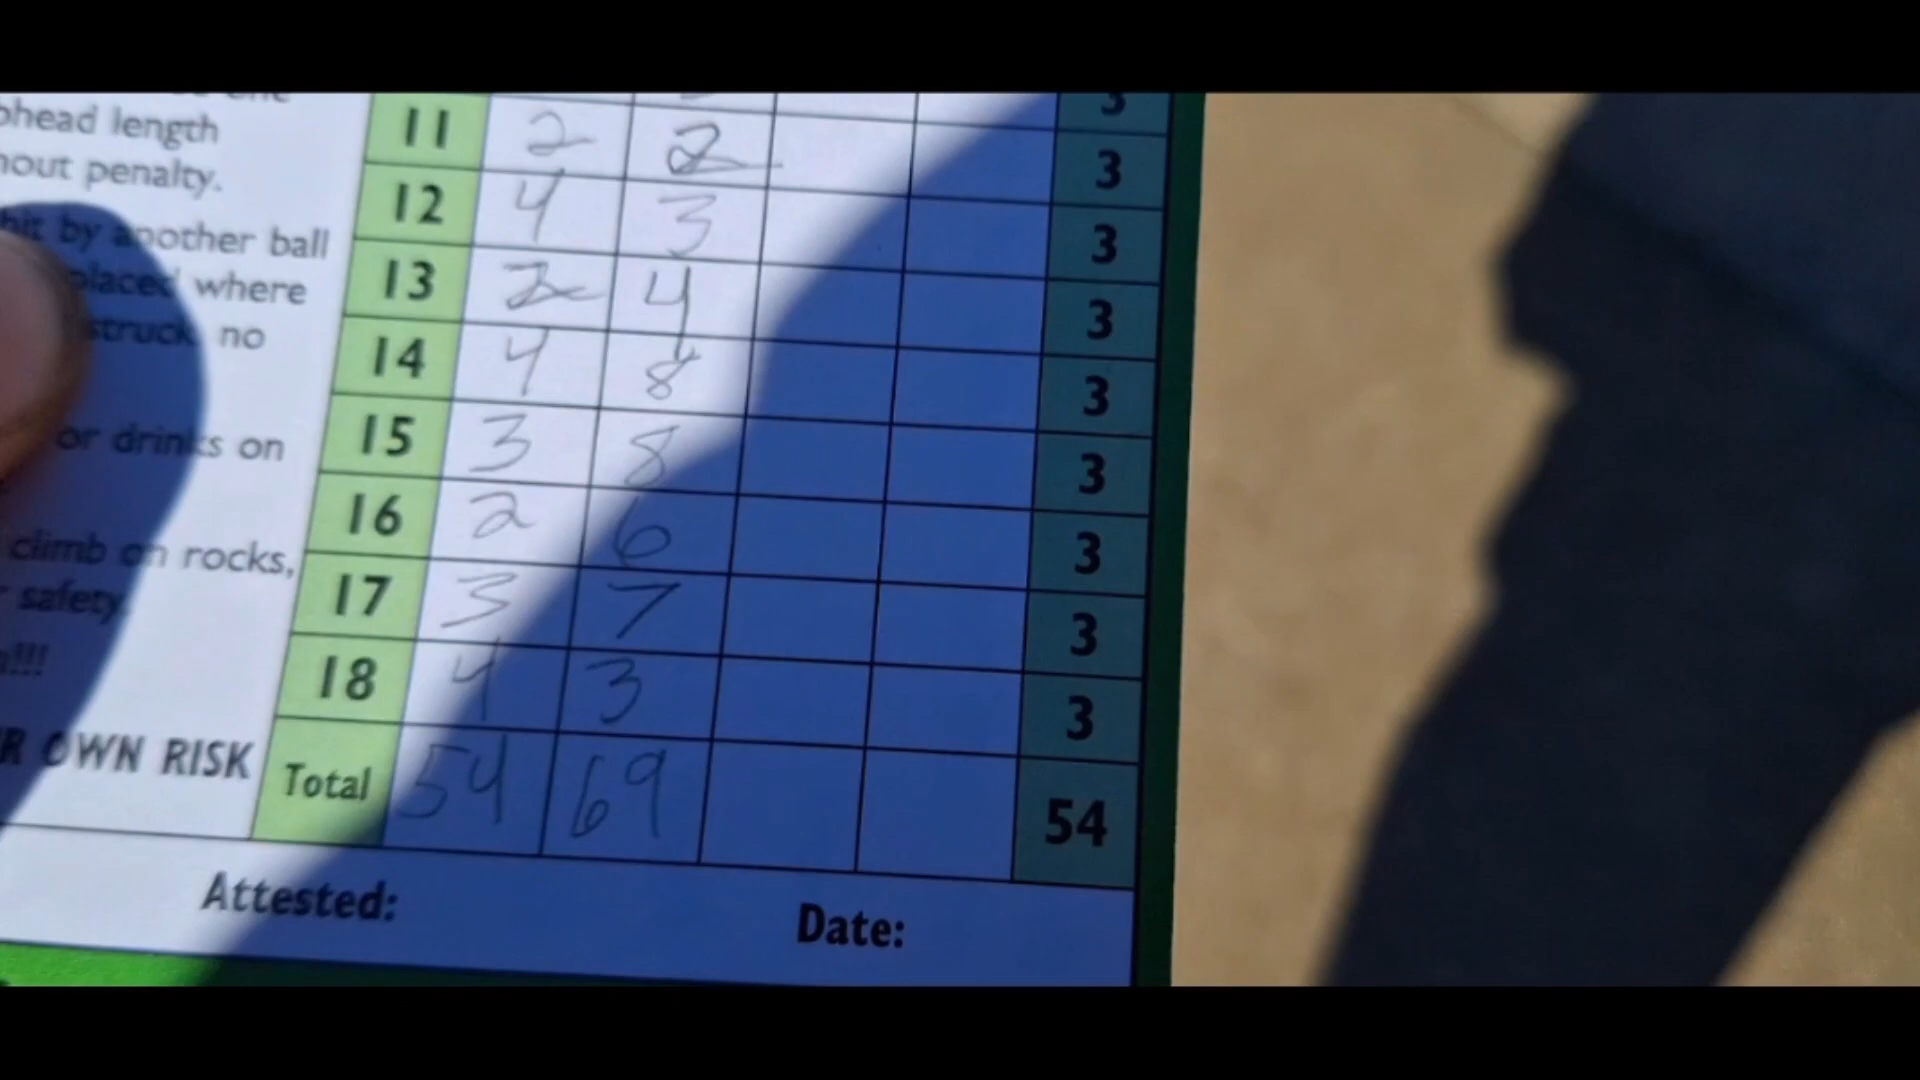 head length
out penalty.
hit by another ball
placed where
struck no
or drinks on
climb on rocks,
safety
!!!
R OWN RISK
3
11 2 2 3
12 4 3 3
13 2 4 3
14 4 8 3
15 3 8 3
16 2 6 3
17 3 7 3
18 4 3 3
Total 54 69 54
Attested:
Date: